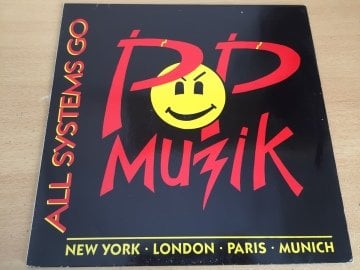 ALL SYSTEMS GO
POP
MUZIK
NEW YORK · LONDON · PARIS · MUNICH